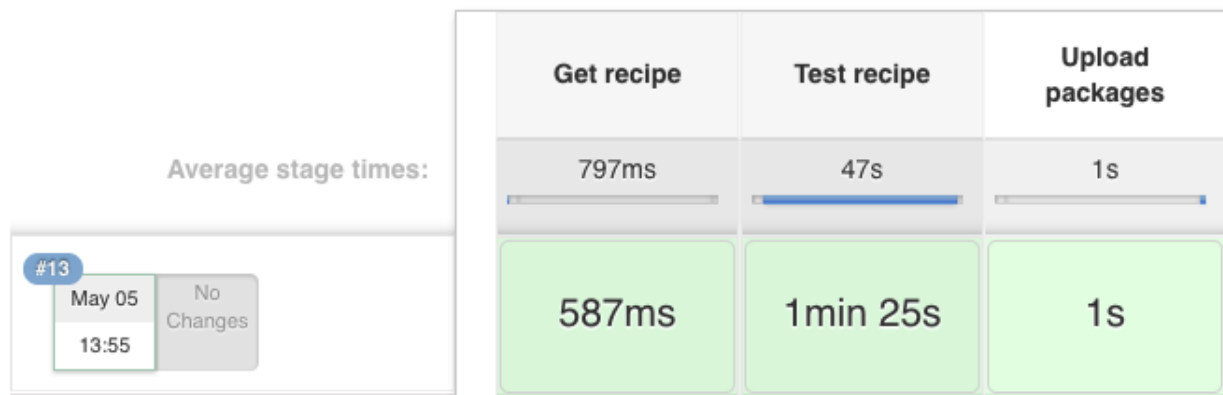 Get recipe
Test recipe
Upload
packages
Average stage times:
797ms
47s
1s
#13
May 05
13:55
No
Changes
587ms
1min 25s
1s